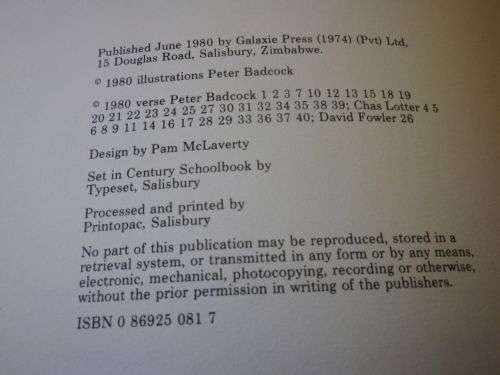 Published June 1980 by Galaxie Press (1974) (Pvt) Ltd,
15 Douglas Road, Salisbury, Zimbabwe.
© 1980 illustrations Peter Badcock
© 1980 verse Peter Badcock 1 2 3 7 10 12 13 15 18 19
20 21 22 23 24 25 27 30 31 32 34 35 38 39; Chas Lotter 4 5
6 8 9 11 14 16 17 28 29 33 36 37 40; David Fowler 26
Design by Pam McLaverty
Set in Century Schoolbook by
Typeset, Salisbury
Processed and printed by
Printopac, Salisbury
No part of this publication may be reproduced, stored in a
retrieval system, or transmitted in any form or by any means,
electronic, mechanical, photocopying, recording or otherwise,
without the prior permission in writing of the publishers.
ISBN 0 86925 081 7